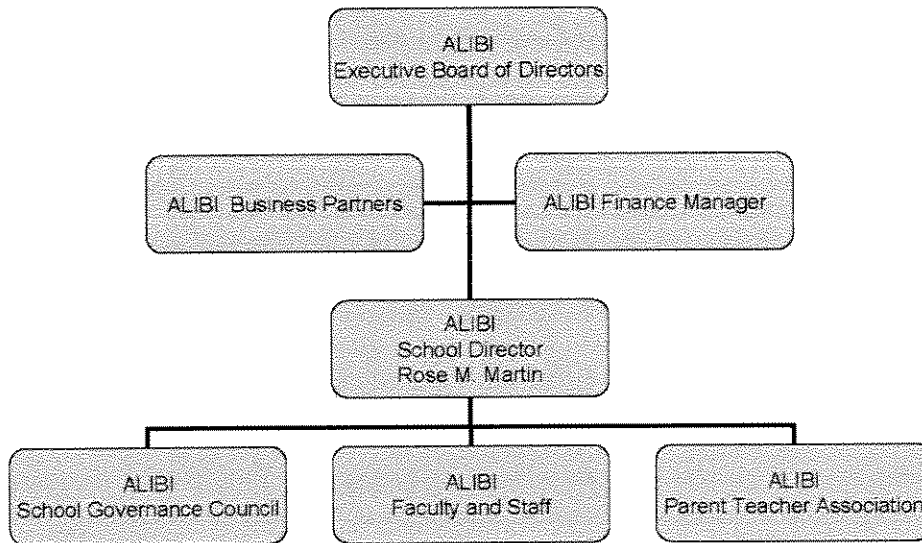 ALIBI
Executive Board of Directors
ALIBI Business Partners
ALIBI Finance Manager
ALIBI
School Director
Rose M. Martin
ALIBI
School Governance Council
ALIBI
Faculty and Staff
ALIBI
Parent Teacher Association